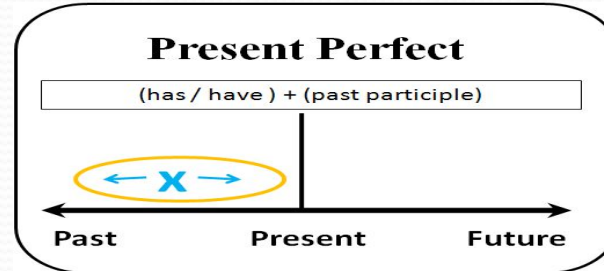 Present Perfect
(has / have ) + (past participle)
X
Past Present Future